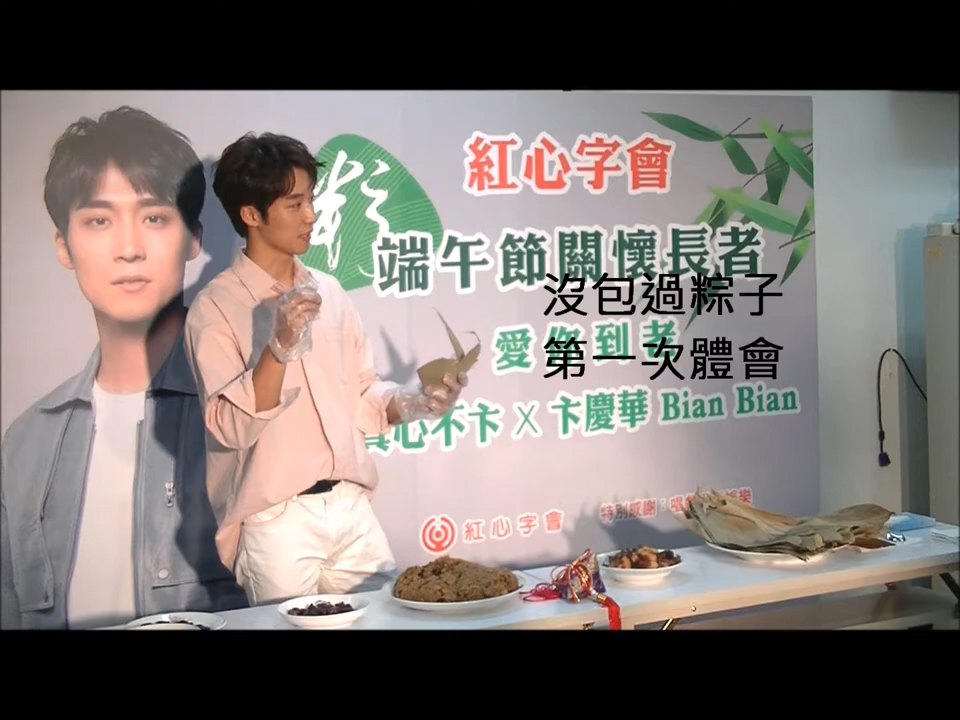 紅心字會
端午節關懷長者
沒包過粽子
愛 到 老
第一次體會
心不卞 X 卞慶華 Bian Bian
紅心字會
特別感謝：